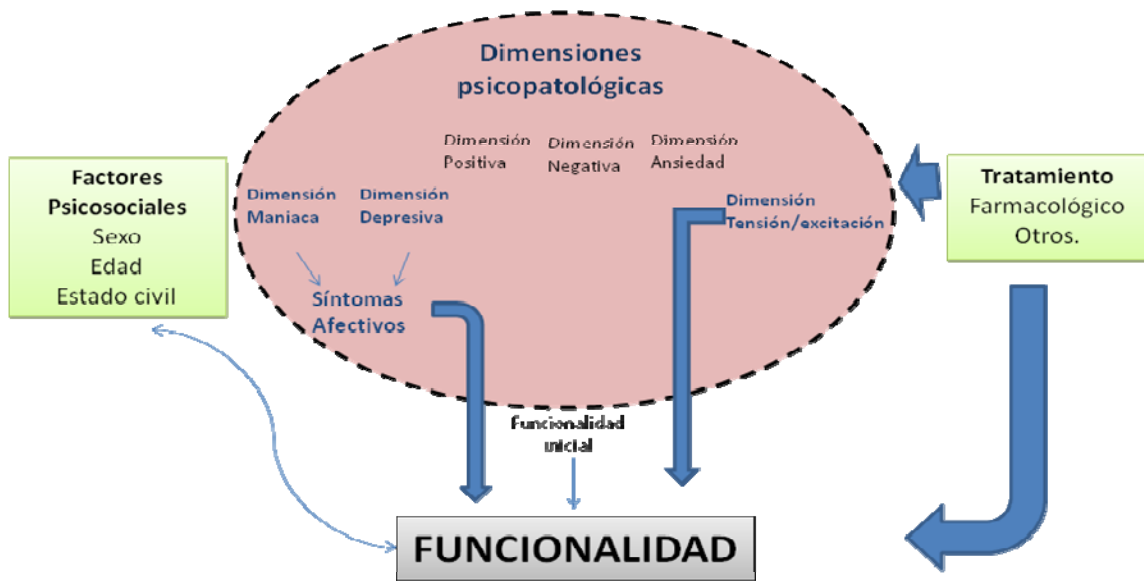 Dimensiones
psicopatológicas
Dimensión
Positiva
Dimensión
Negativa
Dimensión
Ansiedad
Factores
Psicosociales
Sexo
Edad
Estado civil
Dimensión
Maniaca
Dimensión
Depresiva
Dimensión
Tensión/excitación
Tratamiento
Farmacológico
Otros.
Síntomas
Afectivos
Funcionalidad
inicial
FUNCIONALIDAD